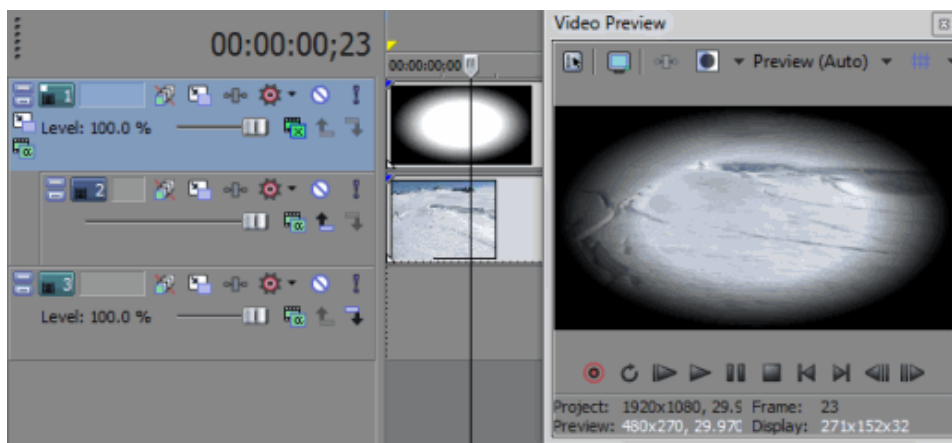 00:00:00;23
00:00:00;00
1
Level: 100.0 %
2
3
Level: 100.0 %
Video Preview
Preview (Auto)
Project: 1920x1080, 29.9 Frame: 23
Preview: 480x270, 29.970 Display: 271x152x32